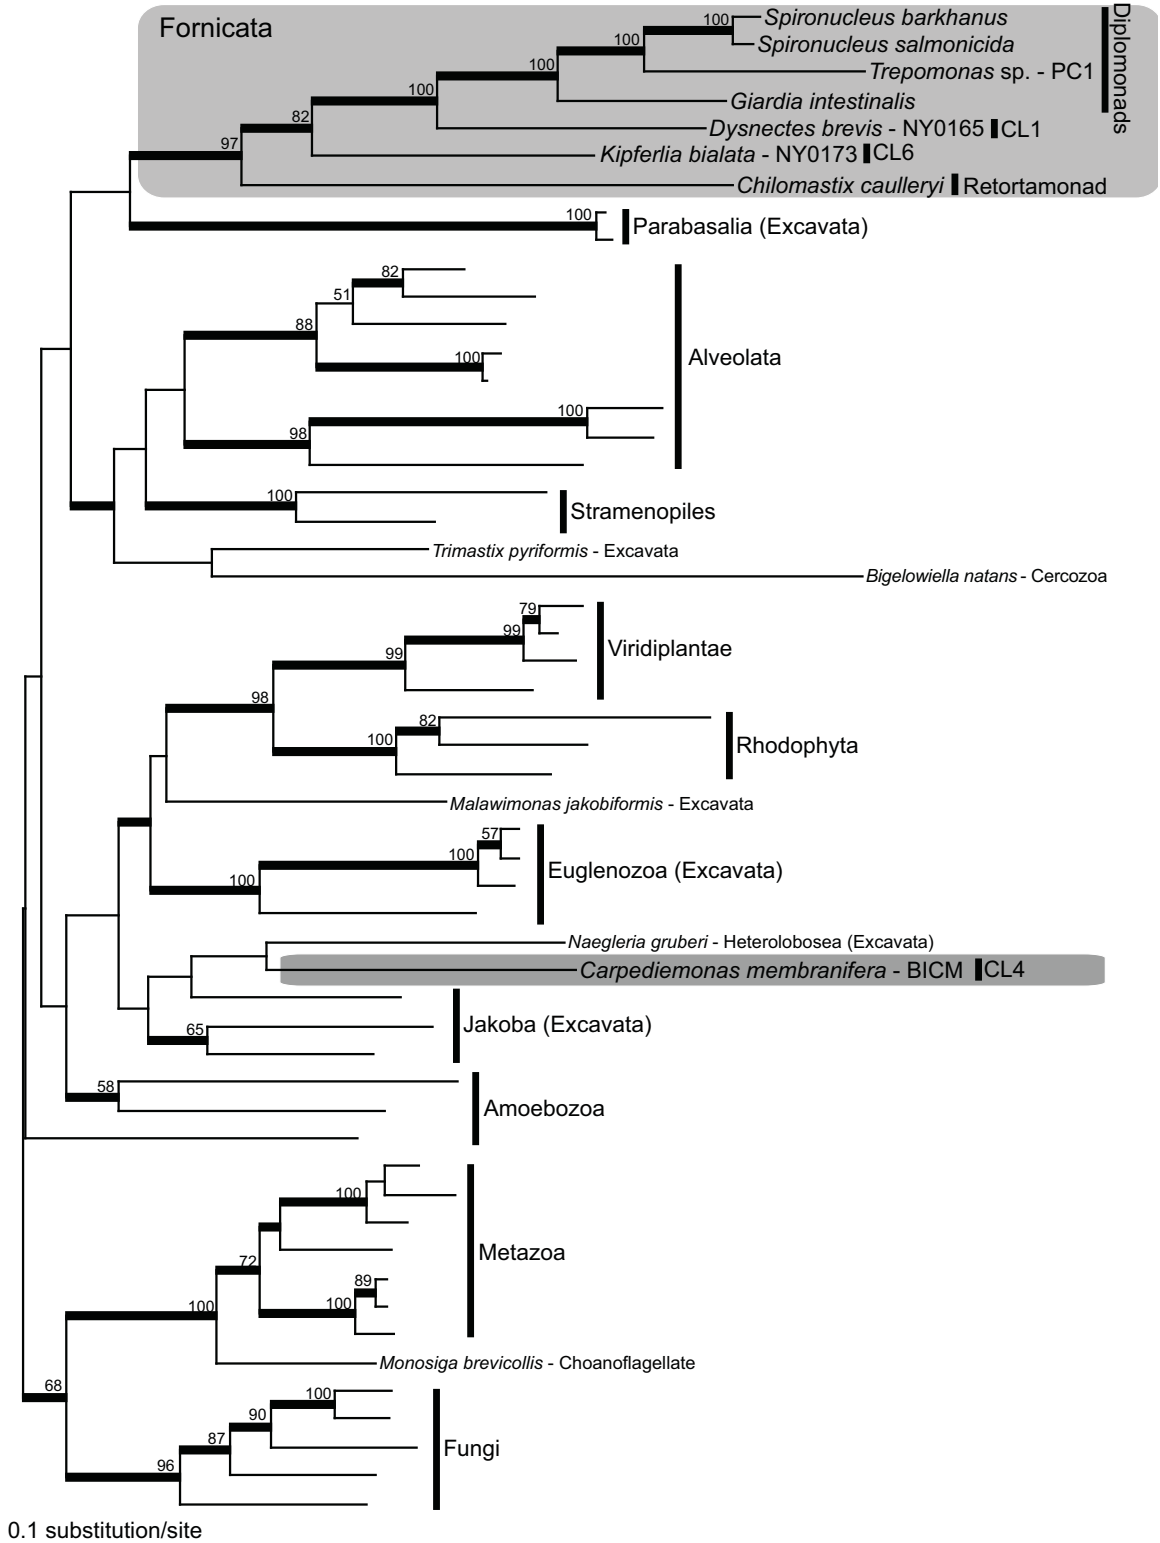 Fornicata
100
Spironucleus barkhanus
100
Spironucleus salmonicida
100
Trepomonas sp. - PC1
Diplomonads
100
Giardia intestinalis
82
Dysnectes brevis - NY0165 CL1
97
Kipferlia bialata - NY0173 CL6
Chilomastix caulleryi Retortamonad
100
Parabasalia (Excavata)
82
51
88
100
Alveolata
100
98
100
Stramenopiles
Trimastix pyriformis - Excavata
Bigelowiella natans - Cercozoa
79
99
99
Viridiplantae
98
82
100
Rhodophyta
Malawimonas jakobiformis - Excavata
57
100
100
Euglenozoa (Excavata)
Naegleria gruberi - Heterolobosea (Excavata)
Carpediemonas membranifera - BICM CL4
65
Jakoba (Excavata)
58
Amoebozoa
100
72
Metazoa
89
100
100
Monosiga brevicollis - Choanoflagellate
68
100
90
87
96
Fungi
0.1 substitution/site